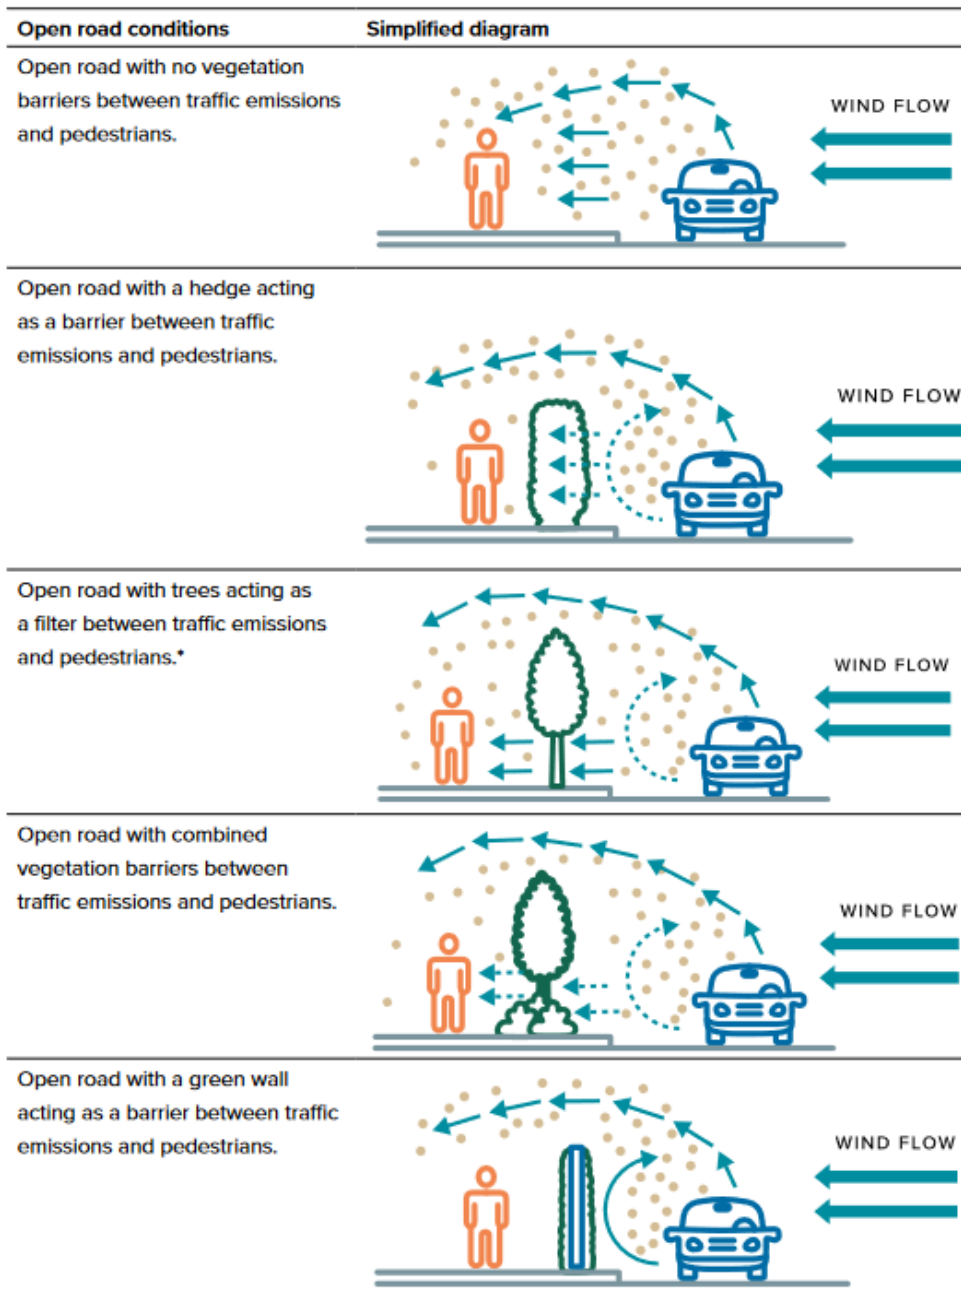 Open road conditions
Simplified diagram
Open road with no vegetation
barriers between traffic emissions
and pedestrians.
WIND FLOW
Open road with a hedge acting
as a barrier between traffic
emissions and pedestrians.
WIND FLOW
Open road with trees acting as
a filter between traffic emissions
and pedestrians.*
WIND FLOW
Open road with combined
vegetation barriers between
traffic emissions and pedestrians.
WIND FLOW
Open road with a green wall
acting as a barrier between traffic
emissions and pedestrians.
WIND FLOW